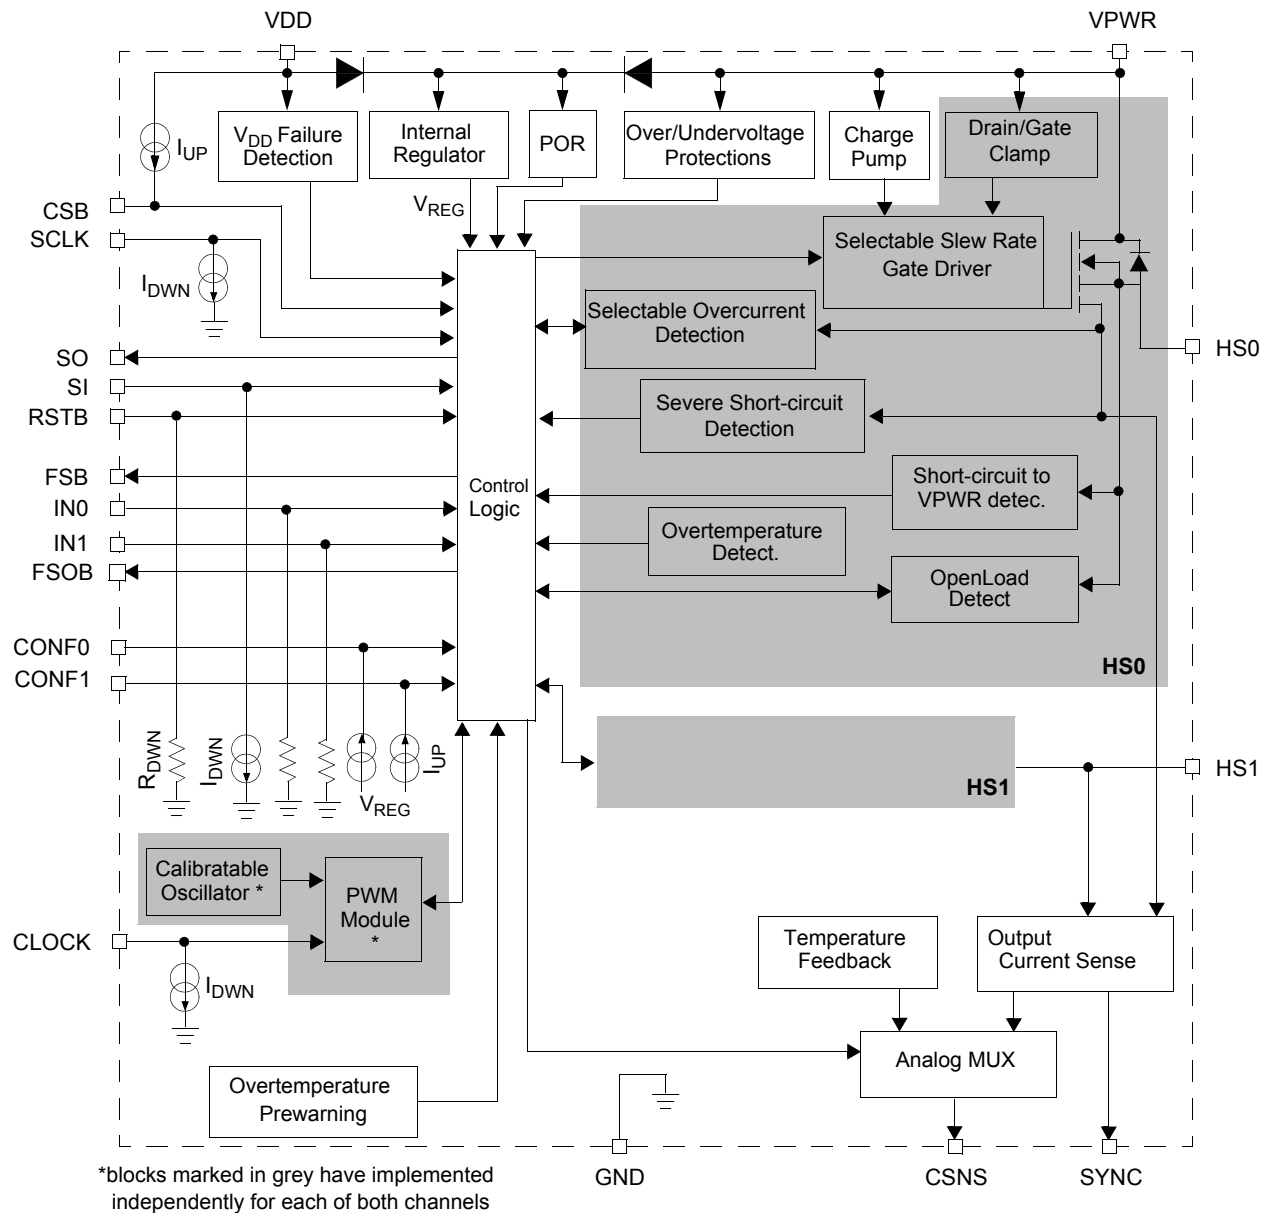 VDD
VPWR
IUP
VDD Failure
Detection
Internal
Regulator
POR
Over/Undervoltage
Protections
Charge
Pump
Drain/Gate
Clamp
VREG
CSB
SCLK
IDWN
Selectable Slew Rate
Gate Driver
Selectable Overcurrent
Detection
SO
SI
RSTB
HS0
Severe Short-circuit
Detection
FSB
IN0
IN1
FSOB
Control
Logic
Short-circuit to
VPWR detec.
Overtemperature
Detect.
OpenLoad
Detect
CONF0
CONF1
HS0
RDWN
IDWN
IUP
VREG
HS1
HS1
Calibratable
Oscillator *
PWM
Module
*
CLOCK
IDWN
Temperature
Feedback
Output
Current Sense
Analog MUX
Overtemperature
Prewarning
GND
CSNS
SYNC
*blocks marked in grey have implemented
independently for each of both channels